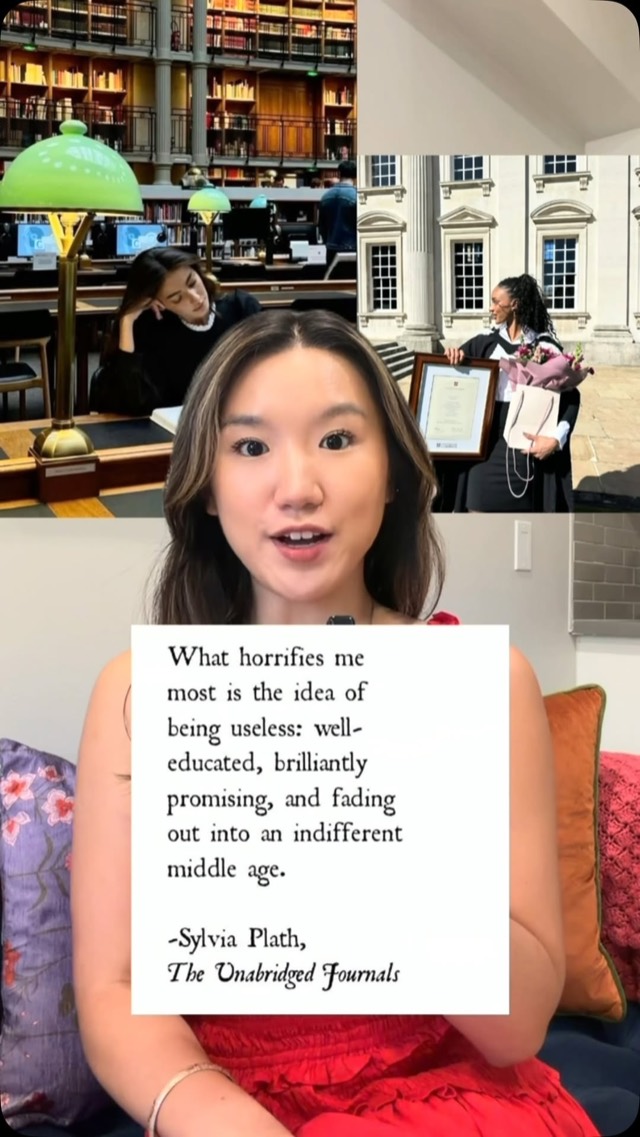 What horrifies me
most is the idea of
being useless: well-
educated, brilliantly
promising, and fading
out into an indifferent
middle age.
-Sylvia Plath,
The Unabridged Journals